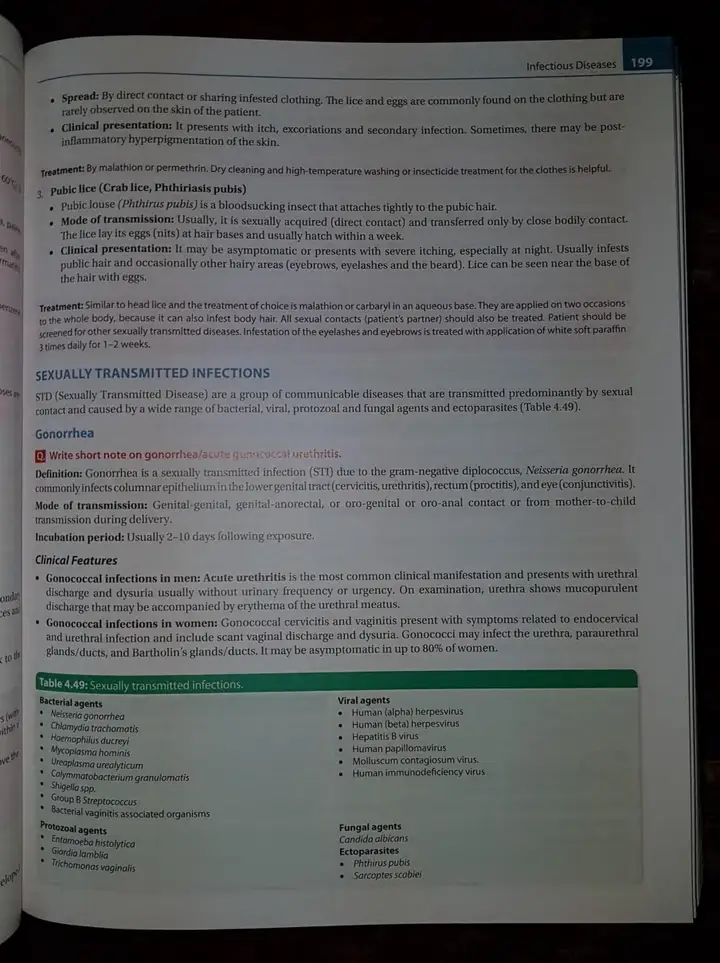 Infectious Diseases 199
• Spread: By direct contact or sharing infested clothing. The lice and eggs are commonly found on the clothing but are
rarely observed on the skin of the patient.
• Clinical presentation: It presents with itch, excoriations and secondary infection. Sometimes, there may be post-
inflammatory hyperpigmentation of the skin.
Treatment: By malathion or permethrin. Dry cleaning and high-temperature washing or insecticide treatment for the clothes is helpful.
3. Pubic lice (Crab lice, Phthiriasis pubis)
• Pubic louse (Phthirus pubis) is a bloodsucking insect that attaches tightly to the pubic hair.
• Mode of transmission: Usually, it is sexually acquired (direct contact) and transferred only by close bodily contact.
The lice lay its eggs (nits) at hair bases and usually hatch within a week.
• Clinical presentation: It may be asymptomatic or presents with severe itching, especially at night. Usually infests
public hair and occasionally other hairy areas (eyebrows, eyelashes and the beard). Lice can be seen near the base of
the hair with eggs.
Treatment: Similar to head lice and the treatment of choice is malathion or carbaryl in an aqueous base. They are applied on two occasions
to the whole body, because it can also infest body hair. All sexual contacts (patient's partner) should also be treated. Patient should be
screened for other sexually transmitted diseases. Infestation of the eyelashes and eyebrows is treated with application of white soft paraffin
3 times daily for 1–2 weeks.
SEXUALLY TRANSMITTED INFECTIONS
STD (Sexually Transmitted Disease) are a group of communicable diseases that are transmitted predominantly by sexual
contact and caused by a wide range of bacterial, viral, protozoal and fungal agents and ectoparasites (Table 4.49).
Gonorrhea
Q. Write short note on gonorrhea/acute gonococcal urethritis.
Definition: Gonorrhea is a sexually transmitted infection (STI) due to the gram-negative diplococcus, Neisseria gonorrhea. It
commonly infects columnar epithelium in the lower genital tract (cervicitis, urethritis), rectum (proctitis), and eye (conjunctivitis).
Mode of transmission: Genital-genital, genital-anorectal, or oro-genital or oro-anal contact or from mother-to-child
transmission during delivery.
Incubation period: Usually 2–10 days following exposure.
Clinical Features
• Gonococcal infections in men: Acute urethritis is the most common clinical manifestation and presents with urethral
discharge and dysuria usually without urinary frequency or urgency. On examination, urethra shows mucopurulent
discharge that may be accompanied by erythema of the urethral meatus.
• Gonococcal infections in women: Gonococcal cervicitis and vaginitis present with symptoms related to endocervical
and urethral infection and include scant vaginal discharge and dysuria. Gonococci may infect the urethra, paraurethral
glands/ducts, and Bartholin's glands/ducts. It may be asymptomatic in up to 80% of women.
Table 4.49: Sexually transmitted infections.
Bacterial agents
• Neisseria gonorrhea
• Chlamydia trachomatis
• Haemophilus ducreyi
• Mycoplasma hominis
• Ureaplasma urealyticum
• Calymmatobacterium granulomatis
• Shigella spp.
• Group B Streptococcus
• Bacterial vaginitis associated organisms
Viral agents
• Human (alpha) herpesvirus
• Human (beta) herpesvirus
• Hepatitis B virus
• Human papillomavirus
• Molluscum contagiosum virus.
• Human immunodeficiency virus
Protozoal agents
• Entamoeba histolytica
• Giardia lamblia
• Trichomonas vaginalis
Fungal agents
Candida albicans
Ectoparasites
• Phthirus pubis
• Sarcoptes scabiei